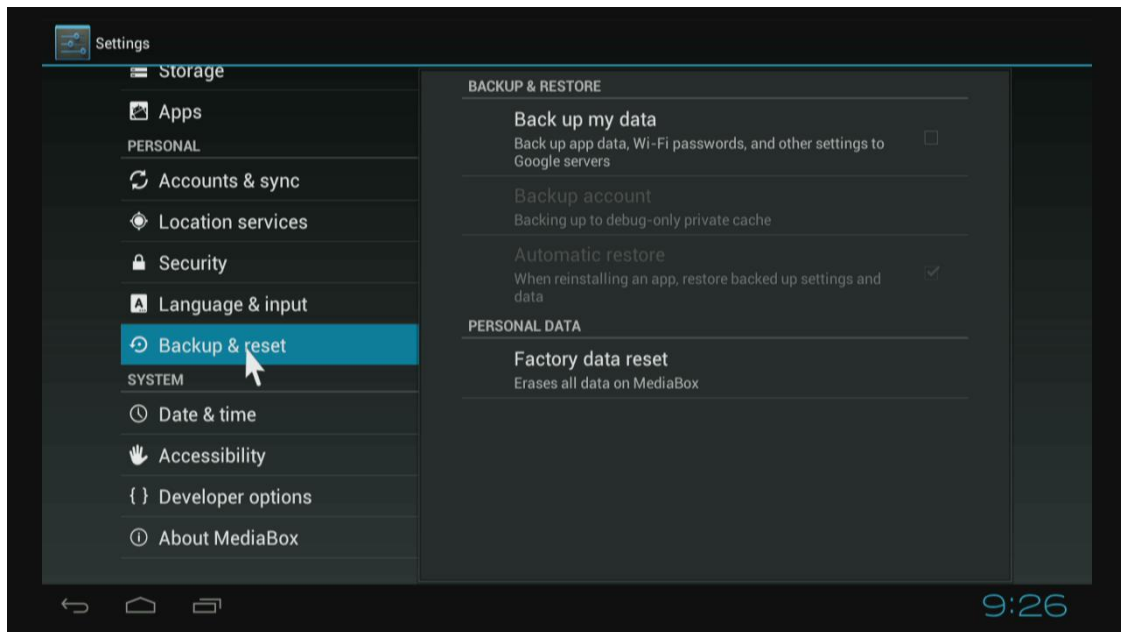 Settings
Storage
Apps
PERSONAL
Accounts & sync
Location services
Security
Language & input
Backup & reset
SYSTEM
Date & time
Accessibility
{ } Developer options
About MediaBox
BACKUP & RESTORE
Back up my data
Back up app data, Wi-Fi passwords, and other settings to
Google servers
Backup account
Backing up to debug-only private cache
Automatic restore
When reinstalling an app, restore backed up settings and
data
PERSONAL DATA
Factory data reset
Erases all data on MediaBox
9:26